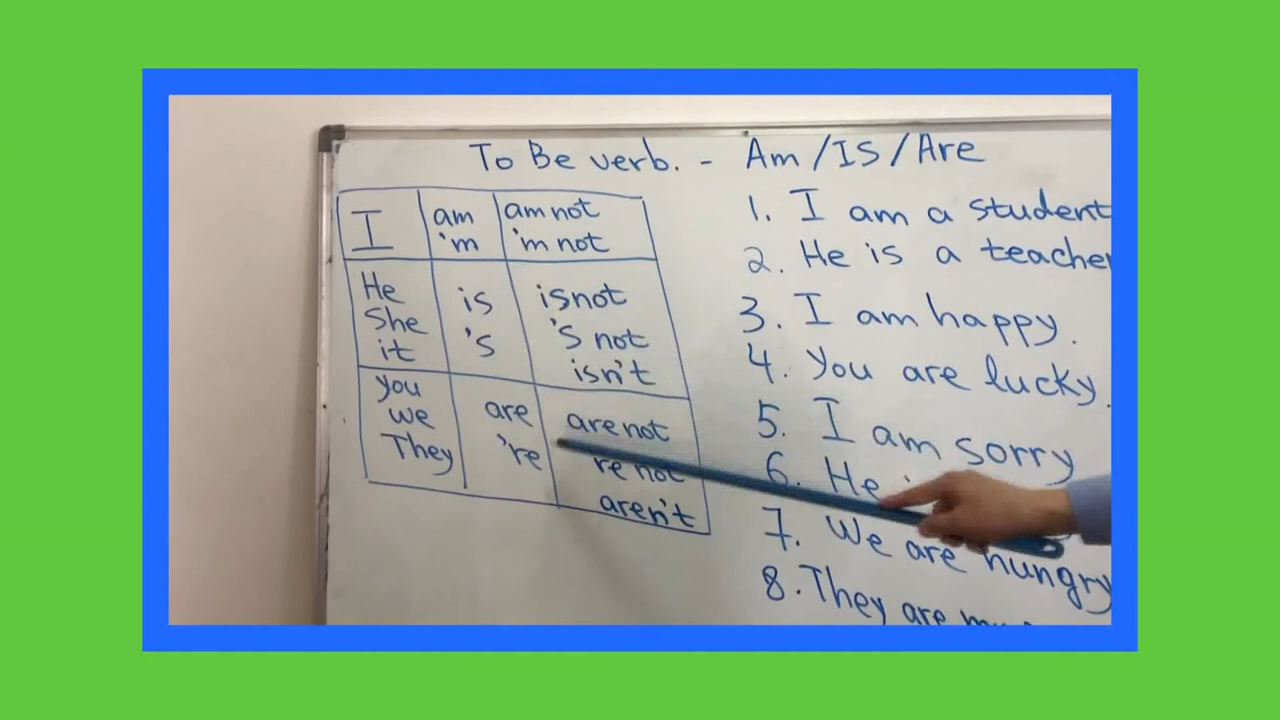 To Be verb. - Am/Is/Are
I
am
'm
am not
'm not
He
She
it
is
's
isnot
's not
isn't
you
we
They
are
're
are not
're not
aren't
1. I am a student
2. He is a teacher
3. I am happy.
4. You are lucky.
5. I am sorry
6. He
7. We are hungry
8. They are